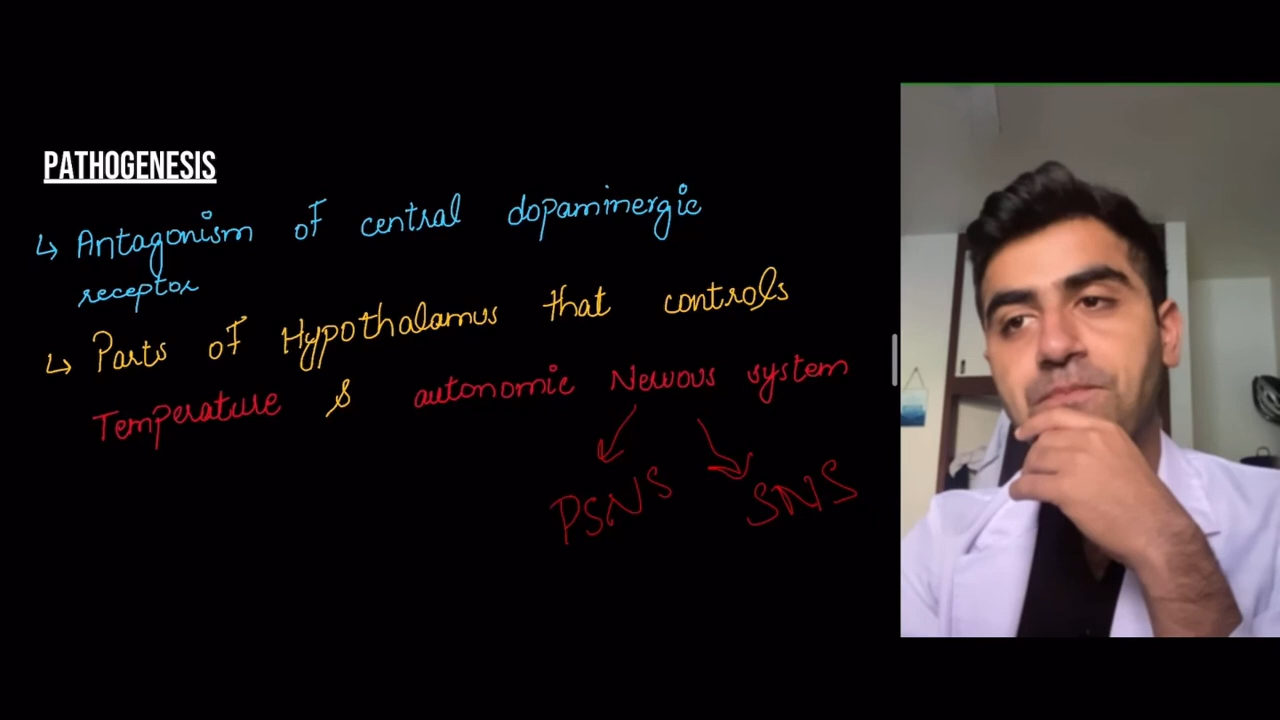 PATHOGENESIS
↳ Antagonism of central dopaminergic
receptor
↳ Parts of Hypothalamus that controls
Temperature & autonomic Nervous system
PSNS SNS